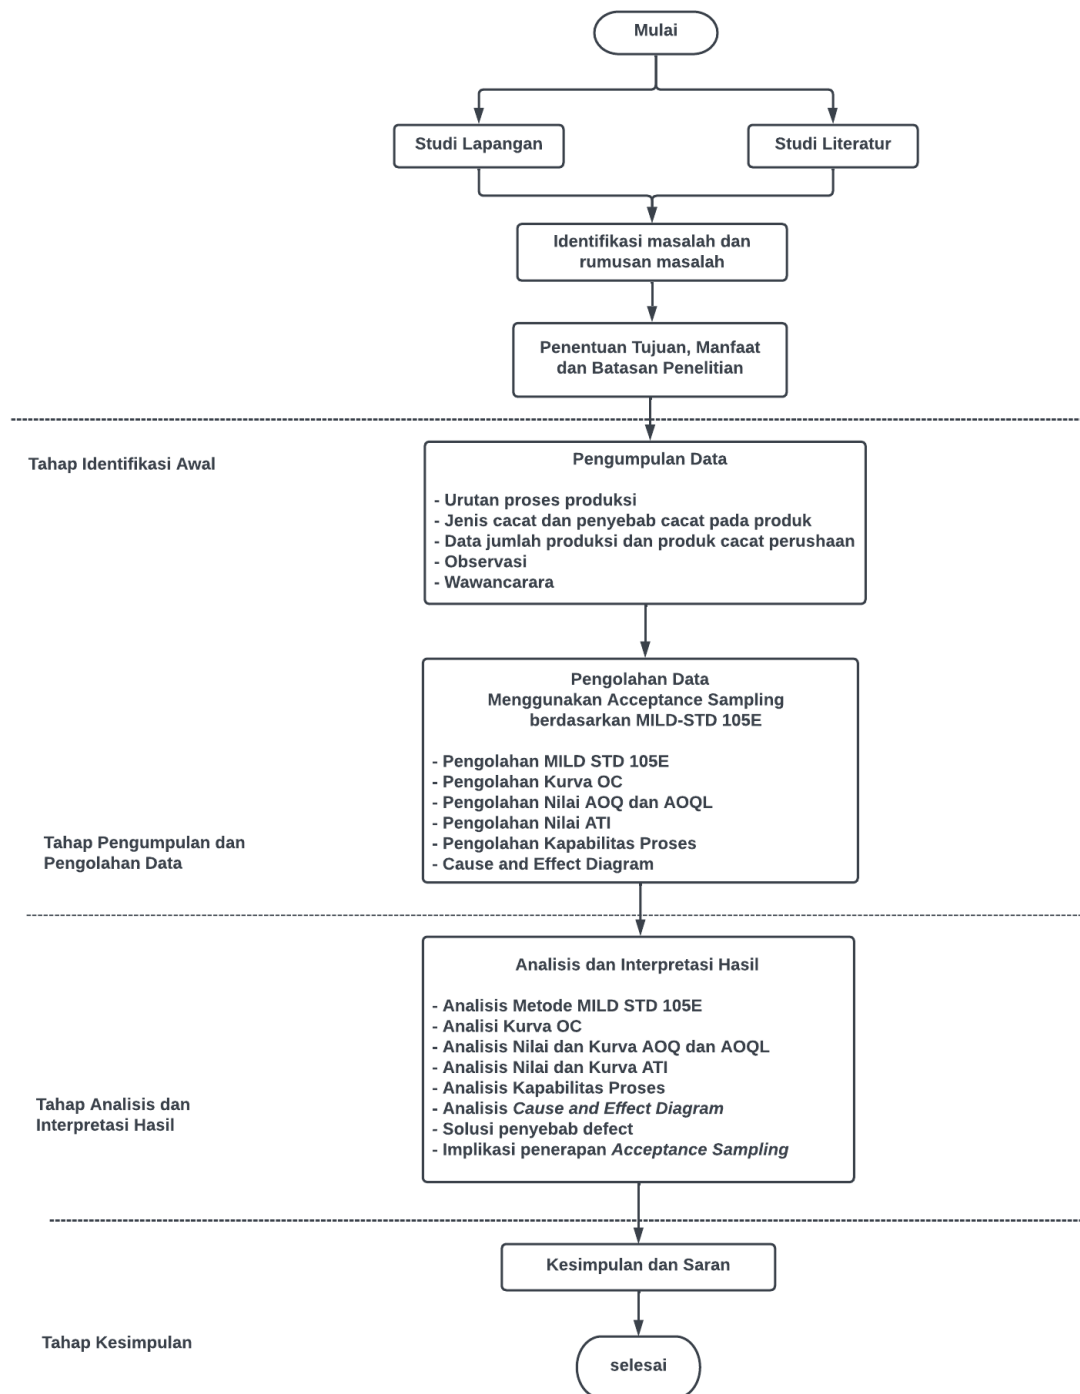 Mulai
Studi Lapangan
Studi Literatur
Identifikasi masalah dan
rumusan masalah
Penentuan Tujuan, Manfaat
dan Batasan Penelitian
Tahap Identifikasi Awal
Pengumpulan Data
- Urutan proses produksi
- Jenis cacat dan penyebab cacat pada produk
- Data jumlah produksi dan produk cacat perushaan
- Observasi
- Wawancarara
Pengolahan Data
Menggunakan Acceptance Sampling
berdasarkan MILD-STD 105E
- Pengolahan MILD STD 105E
- Pengolahan Kurva OC
- Pengolahan Nilai AOQ dan AOQL
- Pengolahan Nilai ATI
- Pengolahan Kapabilitas Proses
- Cause and Effect Diagram
Tahap Pengumpulan dan
Pengolahan Data
Analisis dan Interpretasi Hasil
- Analisis Metode MILD STD 105E
- Analisi Kurva OC
- Analisis Nilai dan Kurva AOQ dan AOQL
- Analisis Nilai dan Kurva ATI
- Analisis Kapabilitas Proses
- Analisis Cause and Effect Diagram
- Solusi penyebab defect
- Implikasi penerapan Acceptance Sampling
Tahap Analisis dan
Interpretasi Hasil
Kesimpulan dan Saran
Tahap Kesimpulan
selesai